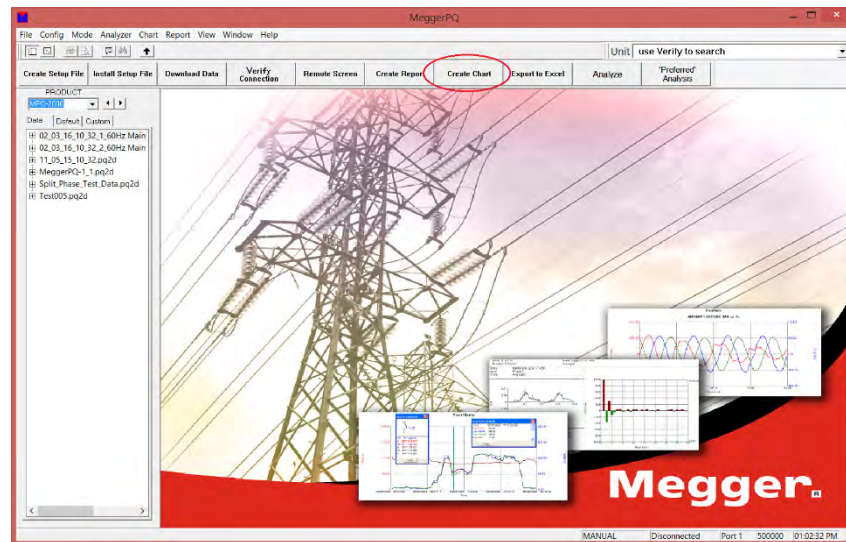 MeggerPQ
File Config Mode Analyzer Chart Report View Window Help
Unit use Verify to search
Create Setup File Install Setup File Download Data Verify Connection Remote Screen Create Repor Create Chart Export to Excel Analyze 'Preferred' Analysis
PRODUCT
MPQ-2000
Data Default Custom
02_03_16_10_32_1_60Hz Main
02_03_16_10_32_2_60Hz Main
11_05_15_10_32.pq2d
MeggerPQ-1_1.pq2d
Split_Phase_Test_Data.pq2d
Test005.pq2d
Megger
MANUAL Disconnected Port 1 500000 01:02:32 PM